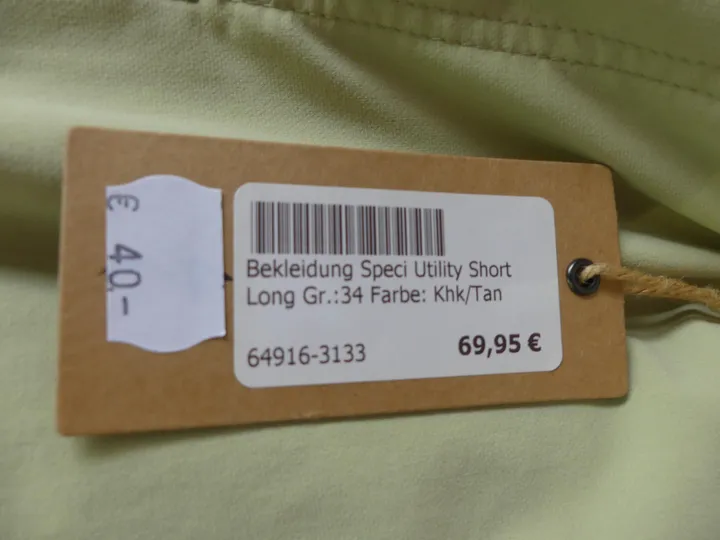 € 40,-
Bekleidung Speci Utility Short
Long Gr.:34 Farbe: Khk/Tan
64916-3133
69,95 €